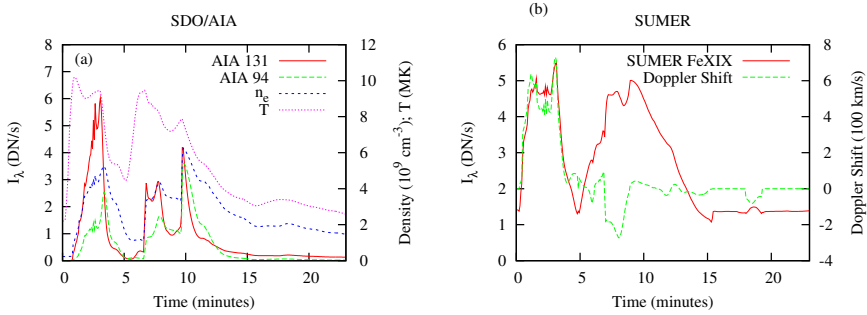 SDO/AIA
(a)
AIA 131
AIA 94
n_e
T
I_λ (DN/s)
0
1
2
3
4
5
6
7
8
0
2
4
6
8
10
12
Density (10^9 cm^-3); T (MK)
0
5
10
15
20
Time (minutes)
(b)
SUMER
SUMER FeXIX
Doppler Shift
I_λ (DN/s)
0
1
2
3
4
5
6
-4
-2
0
2
4
6
8
Doppler Shift (100 km/s)
0
5
10
15
20
Time (minutes)